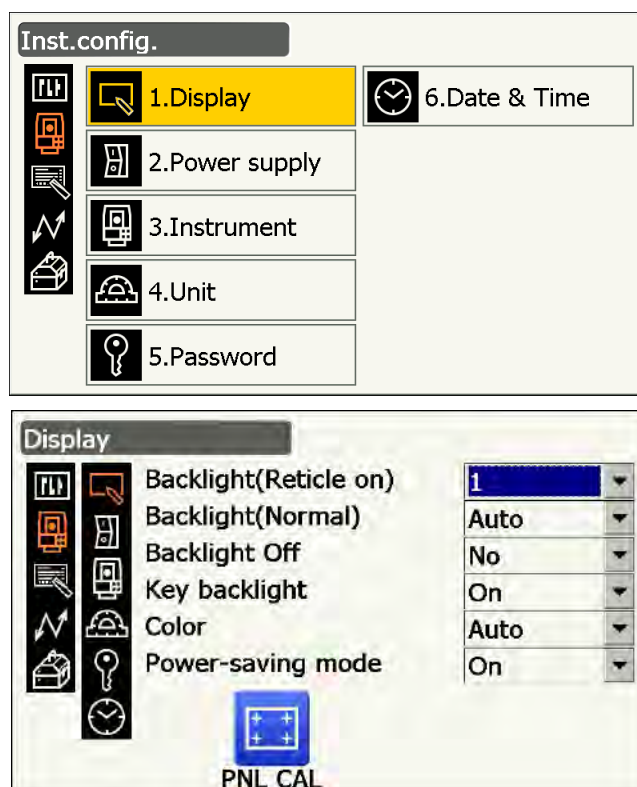 Inst.config.
1.Display
6.Date & Time
2.Power supply
3.Instrument
4.Unit
5.Password
Display
Backlight(Reticle on) 1
Backlight(Normal) Auto
Backlight Off No
Key backlight On
Color Auto
Power-saving mode On
PNL CAL